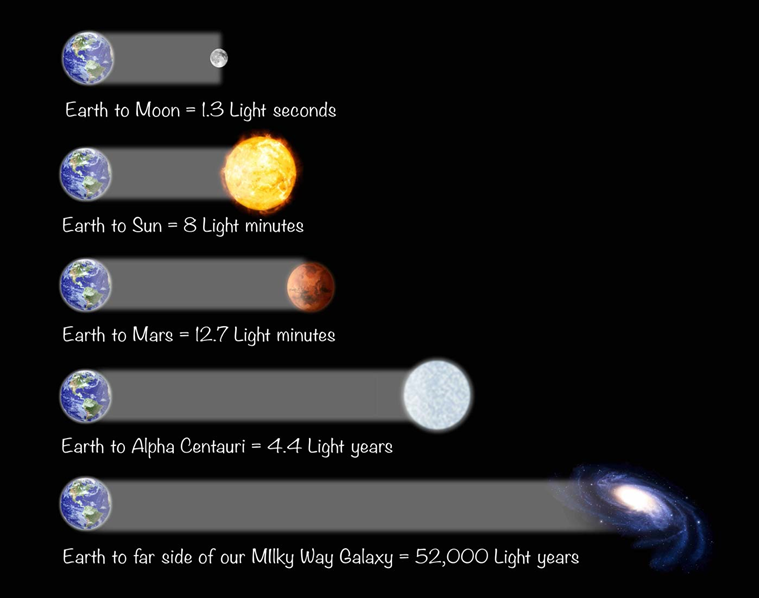 Earth to Moon = 1.3 Light seconds
Earth to Sun = 8 Light minutes
Earth to Mars = 12.7 Light minutes
Earth to Alpha Centauri = 4.4 Light years
Earth to far side of our MIlky Way Galaxy = 52,000 Light years